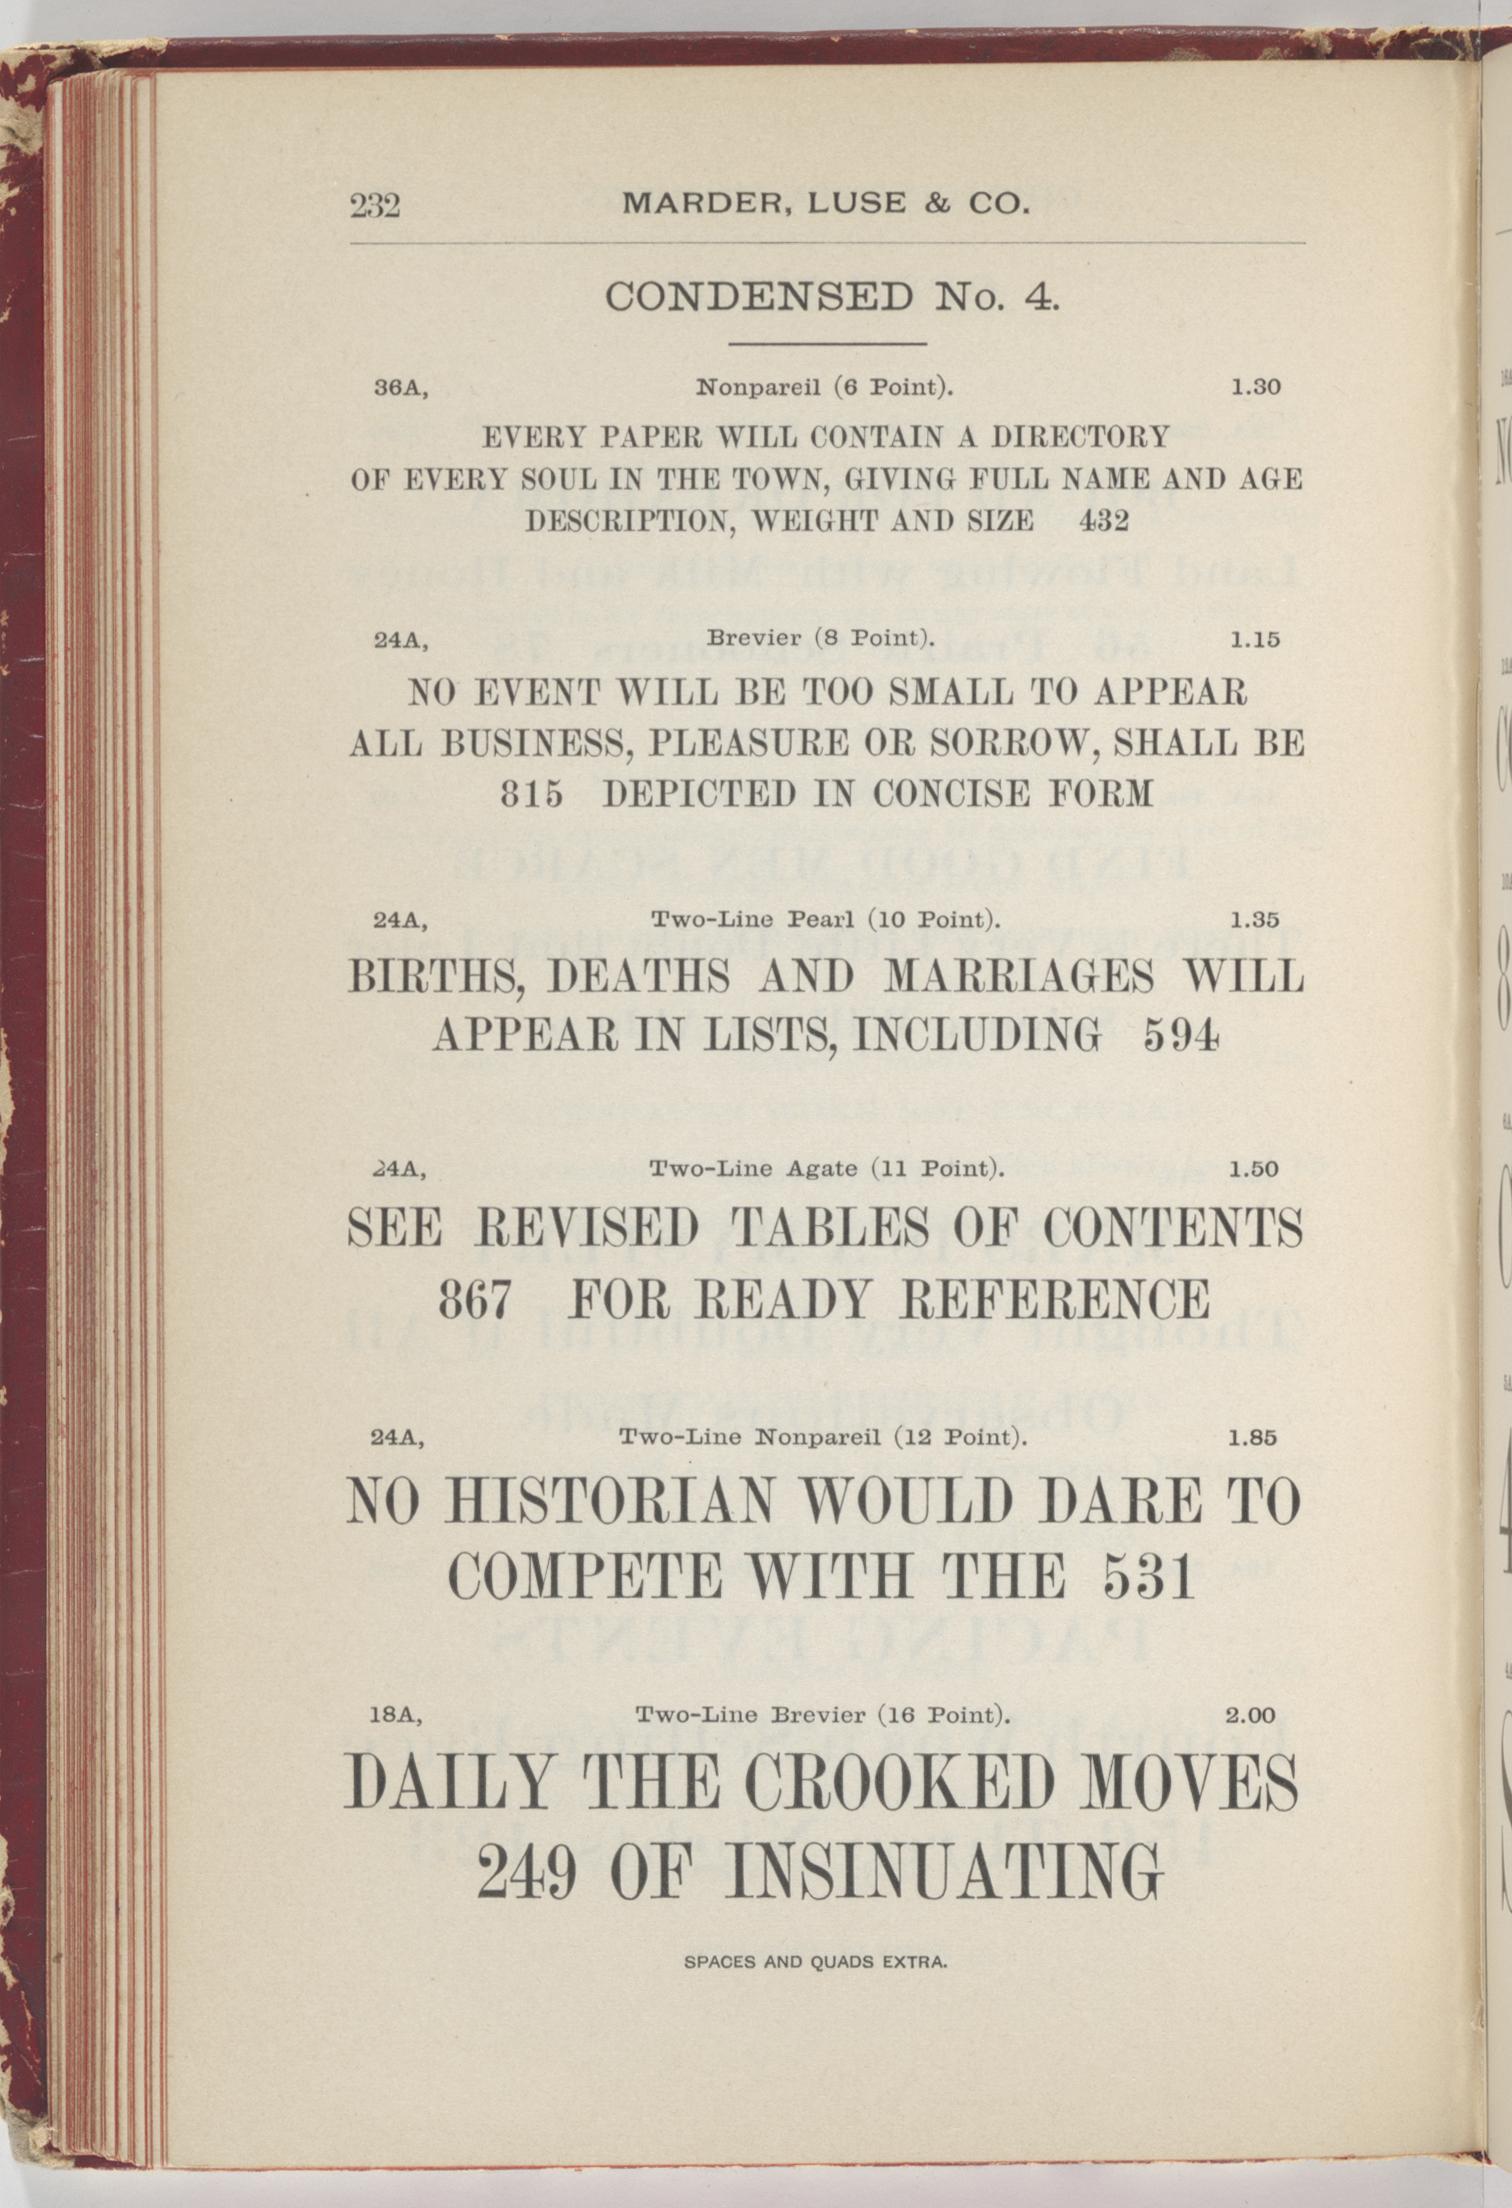 232 MARDER, LUSE & CO.
CONDENSED No. 4.
36A, Nonpareil (6 Point). 1.30
EVERY PAPER WILL CONTAIN A DIRECTORY
OF EVERY SOUL IN THE TOWN, GIVING FULL NAME AND AGE
DESCRIPTION, WEIGHT AND SIZE 432
24A, Brevier (8 Point). 1.15
NO EVENT WILL BE TOO SMALL TO APPEAR
ALL BUSINESS, PLEASURE OR SORROW, SHALL BE
815 DEPICTED IN CONCISE FORM
24A, Two-Line Pearl (10 Point). 1.35
BIRTHS, DEATHS AND MARRIAGES WILL
APPEAR IN LISTS, INCLUDING 594
24A, Two-Line Agate (11 Point). 1.50
SEE REVISED TABLES OF CONTENTS
867 FOR READY REFERENCE
24A, Two-Line Nonpareil (12 Point). 1.85
NO HISTORIAN WOULD DARE TO
COMPETE WITH THE 531
18A, Two-Line Brevier (16 Point). 2.00
DAILY THE CROOKED MOVES
249 OF INSINUATING
SPACES AND QUADS EXTRA.